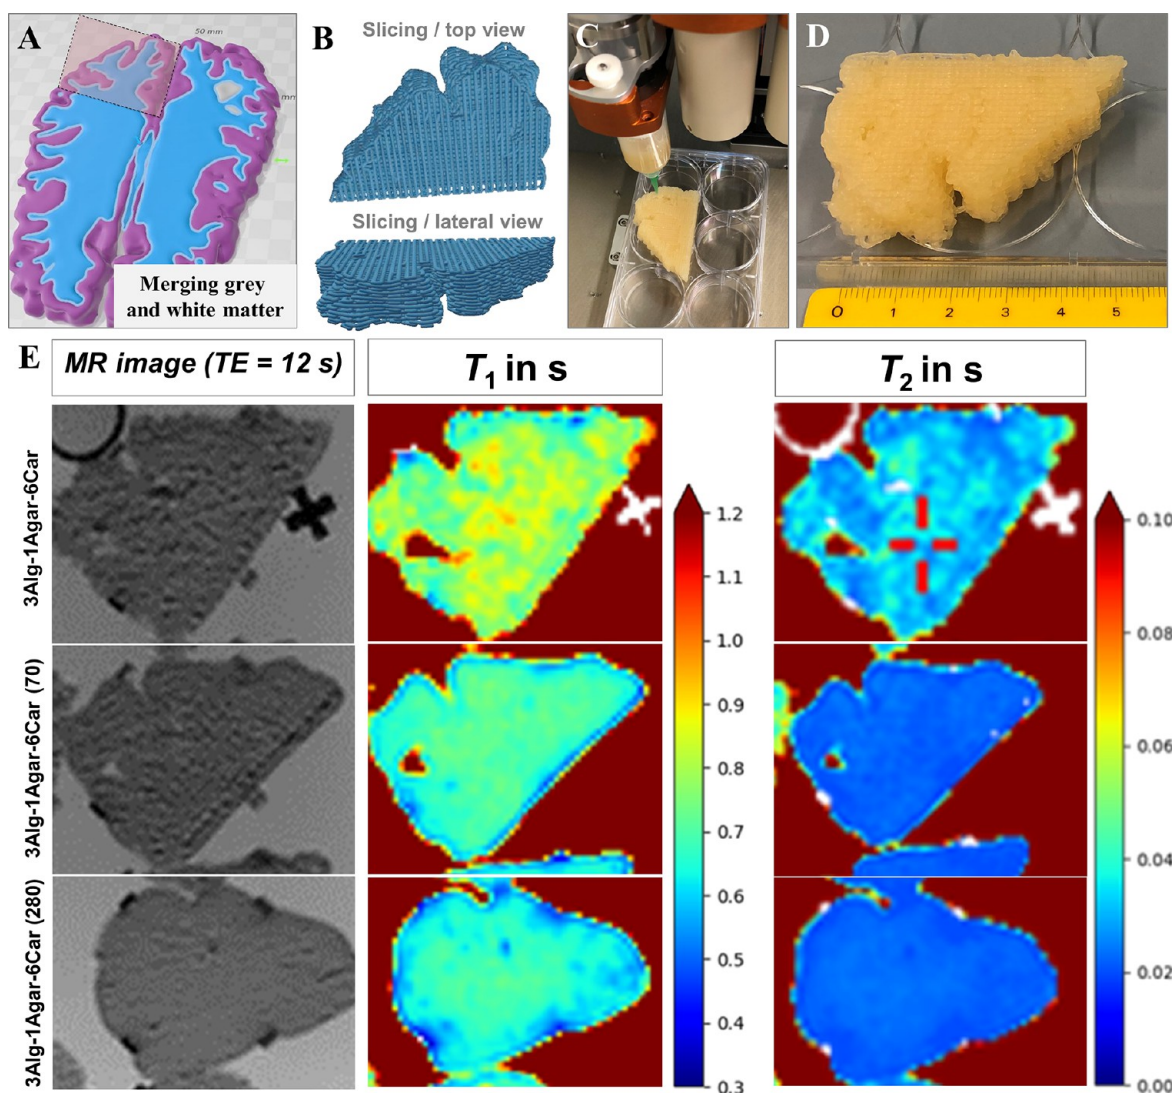 A
50 mm
mm
Merging grey
and white matter
B
Slicing / top view
Slicing / lateral view
C
D
0 1 2 3 4 5
E
MR image (TE = 12 s)
T1 in s
T2 in s
3Alg-1Agar-6Car
3Alg-1Agar-6Car (70)
3Alg-1Agar-6Car (280)
1.2
1.1
1.0
0.9
0.8
0.7
0.6
0.5
0.4
0.3
0.10
0.08
0.06
0.04
0.02
0.00